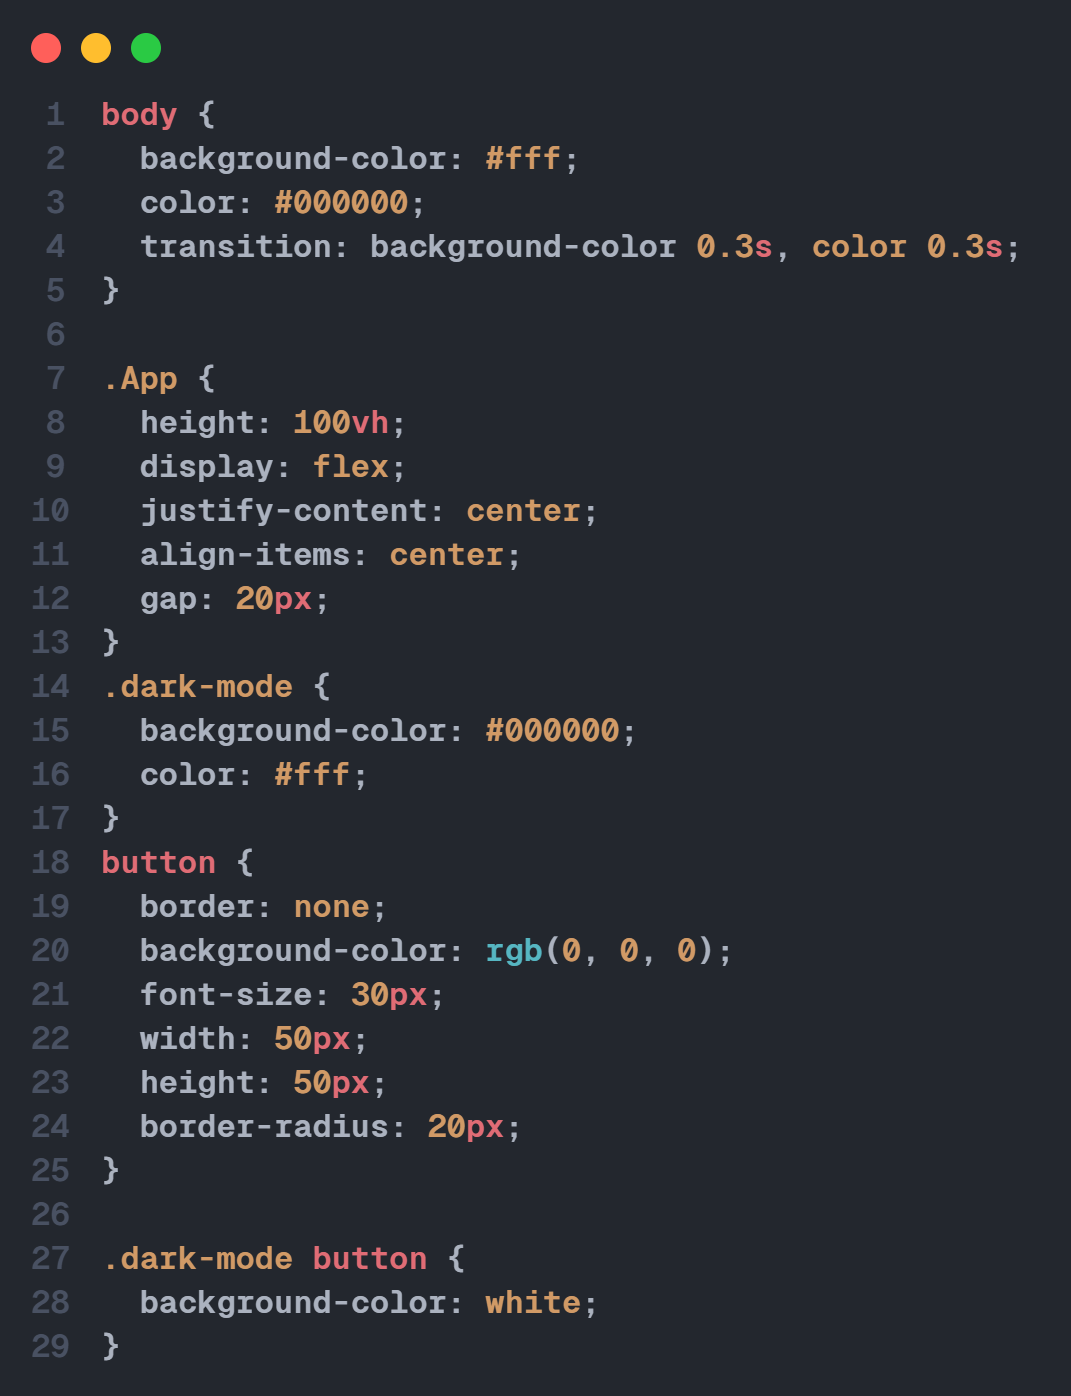 1 body {
2   background-color: #fff;
3   color: #000000;
4   transition: background-color 0.3s, color 0.3s;
5 }
6
7 .App {
8   height: 100vh;
9   display: flex;
10   justify-content: center;
11   align-items: center;
12   gap: 20px;
13 }
14 .dark-mode {
15   background-color: #000000;
16   color: #fff;
17 }
18 button {
19   border: none;
20   background-color: rgb(0, 0, 0);
21   font-size: 30px;
22   width: 50px;
23   height: 50px;
24   border-radius: 20px;
25 }
26
27 .dark-mode button {
28   background-color: white;
29 }